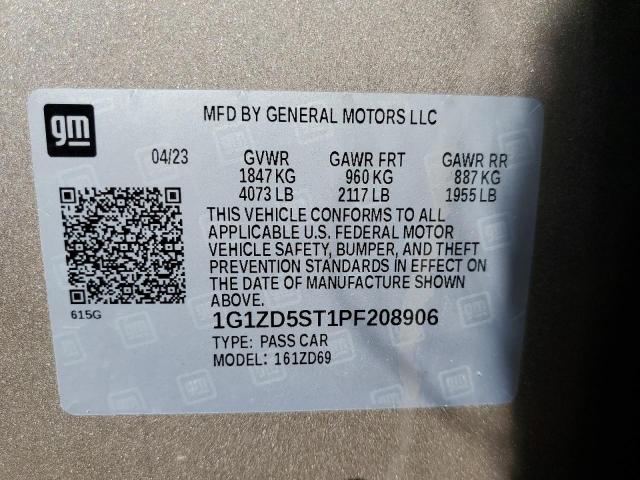 gm
MFD BY GENERAL MOTORS LLC
04/23 GVWR GAWR FRT GAWR RR
1847 KG 960 KG 887 KG
4073 LB 2117 LB 1955 LB
THIS VEHICLE CONFORMS TO ALL
APPLICABLE U.S. FEDERAL MOTOR
VEHICLE SAFETY, BUMPER, AND THEFT
PREVENTION STANDARDS IN EFFECT ON
THE DATE OF MANUFACTURE SHOWN
ABOVE.
615G
1G1ZD5ST1PF208906
TYPE: PASS CAR
MODEL: 161ZD69